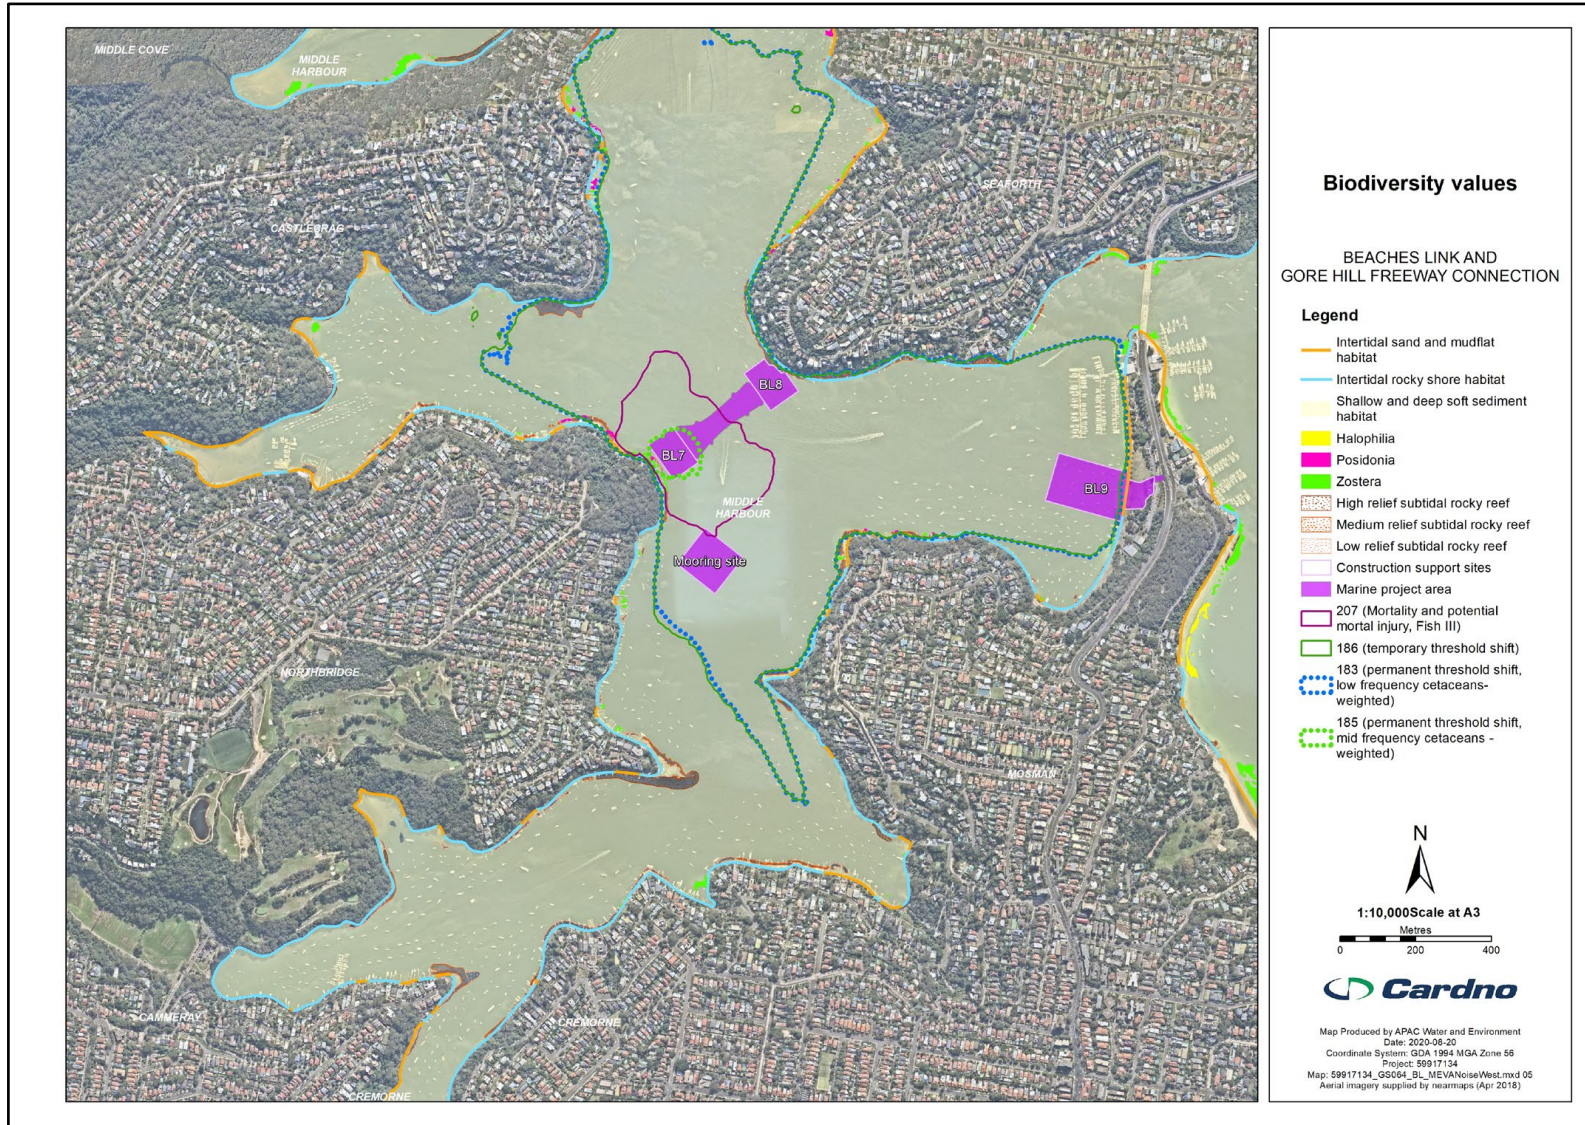 MIDDLE COVE
MIDDLE
HARBOUR
SEAFORTH
CASTLECRAG
BL8
BL7
BL9
MIDDLE
HARBOUR
Mooring site
NORTHBRIDGE
MOSMAN
CAMMERAY
CREMORNE
CREMORNE
Biodiversity values
BEACHES LINK AND
GORE HILL FREEWAY CONNECTION
Legend
Intertidal sand and mudflat
habitat
Intertidal rocky shore habitat
Shallow and deep soft sediment
habitat
Halophilia
Posidonia
Zostera
High relief subtidal rocky reef
Medium relief subtidal rocky reef
Low relief subtidal rocky reef
Construction support sites
Marine project area
207 (Mortality and potential
mortal injury, Fish III)
186 (temporary threshold shift)
183 (permanent threshold shift,
low frequency cetaceans-
weighted)
185 (permanent threshold shift,
mid frequency cetaceans -
weighted)
N
1:10,000Scale at A3
Metres
0 200 400
Cardno
Map Produced by APAC Water and Environment
Date: 2020-08-20
Coordinate System: GDA 1994 MGA Zone 56
Project: 59917134
Map: 59917134_GS064_BL_MEVANoiseWest.mxd 05
Aerial imagery supplied by nearmaps (Apr 2018)